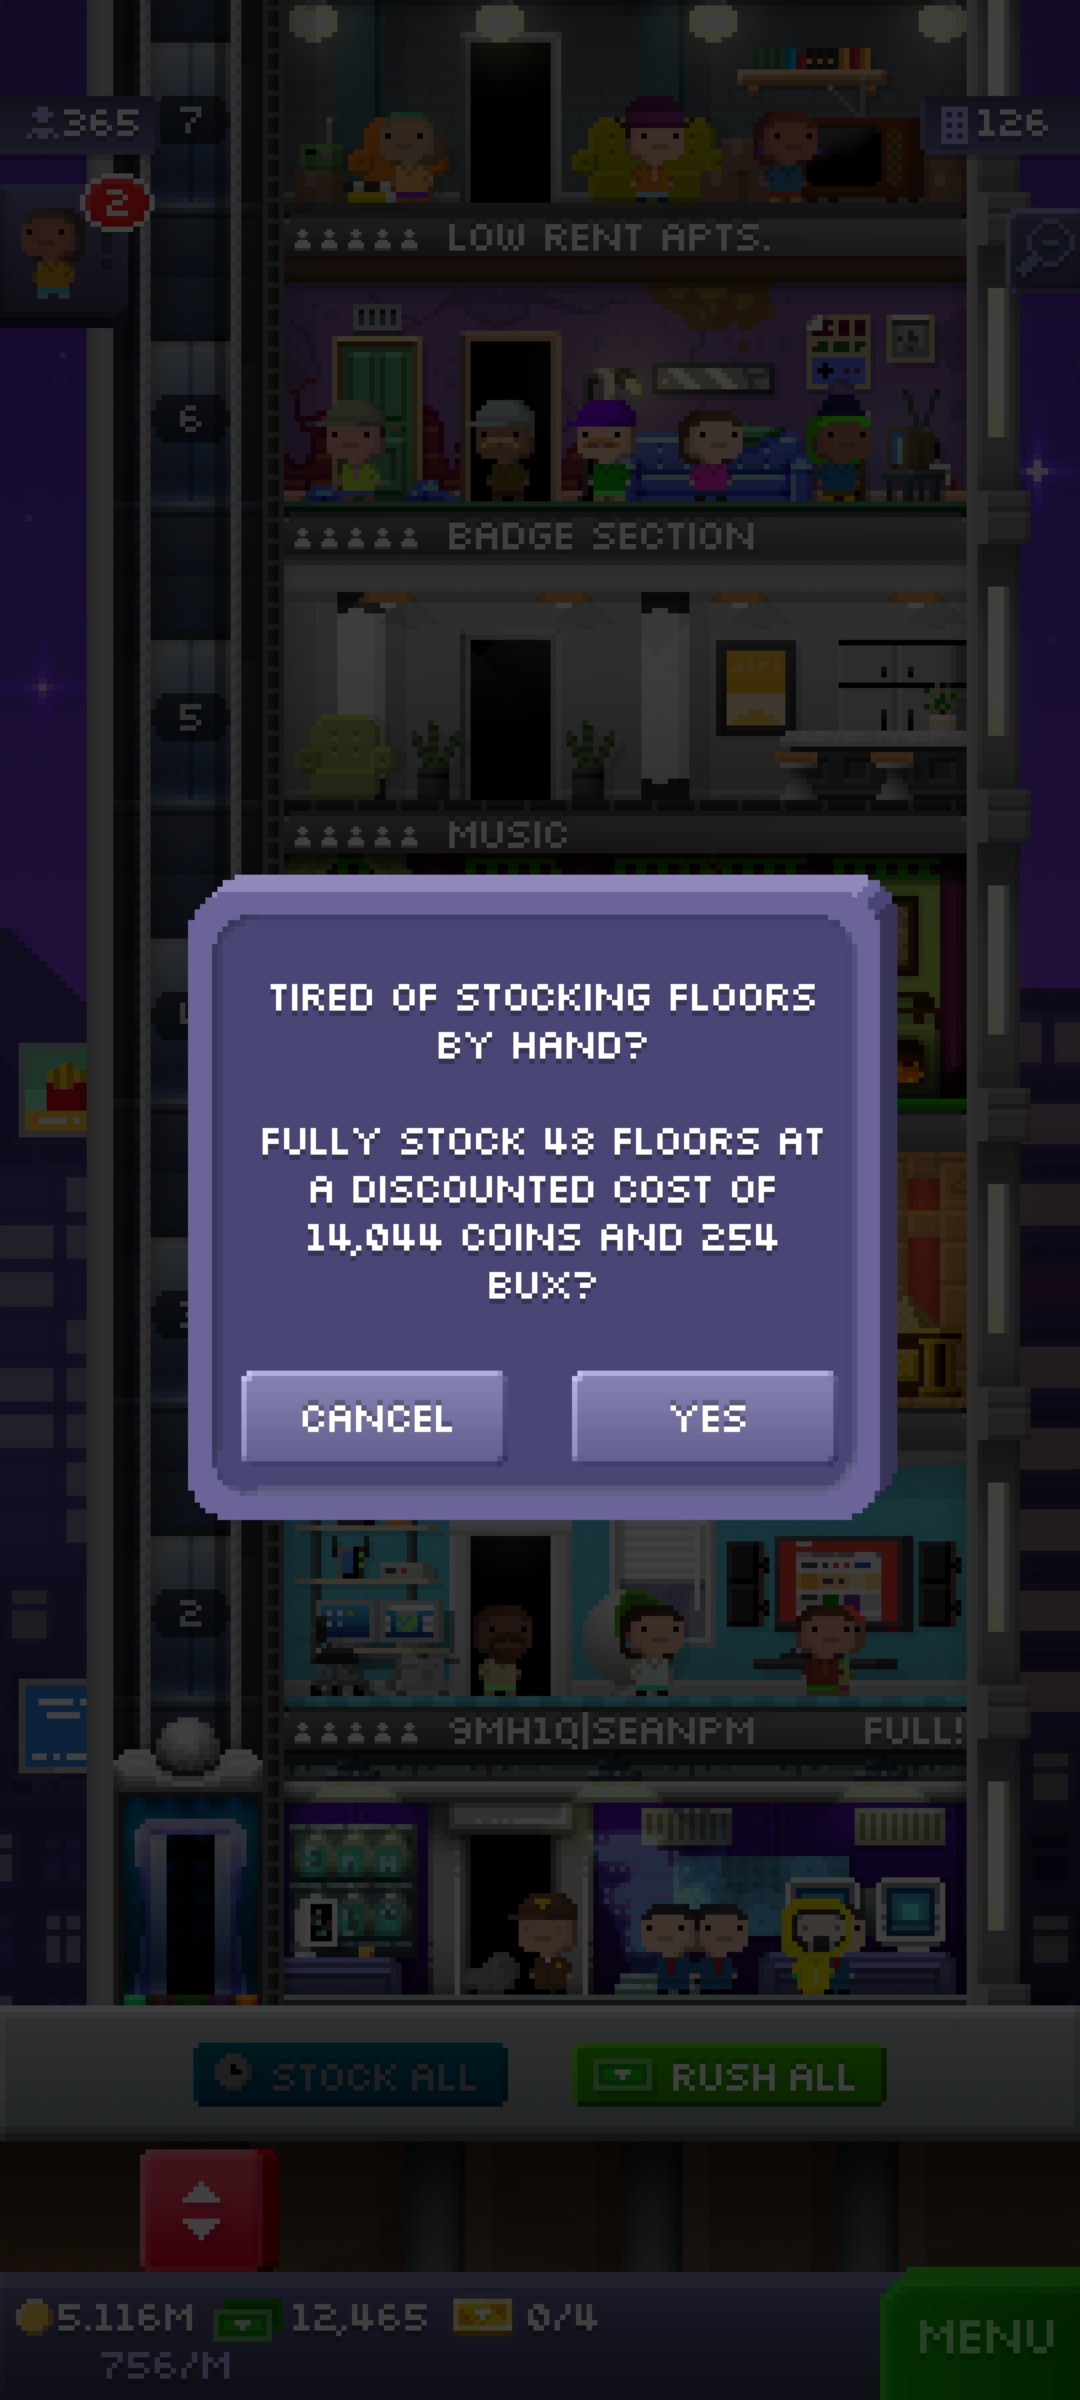 365
7
126
2
LOW RENT APTS.
6
BADGE SECTION
5
MUSIC
TIRED OF STOCKING FLOORS
BY HAND?
FULLY STOCK 48 FLOORS AT
A DISCOUNTED COST OF
14,044 COINS AND 254
BUX?
CANCEL
YES
2
9MH1Q|SEANPM
FULL!
STOCK ALL
RUSH ALL
5.116M
12,465
0/4
756/M
MENU